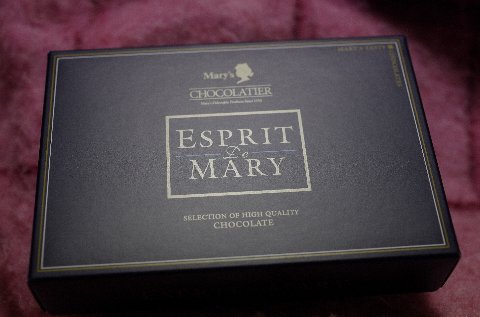 Mary's
CHOCOLATIER
ESPRIT
De
MARY
SELECTION OF HIGH QUALITY
CHOCOLATE